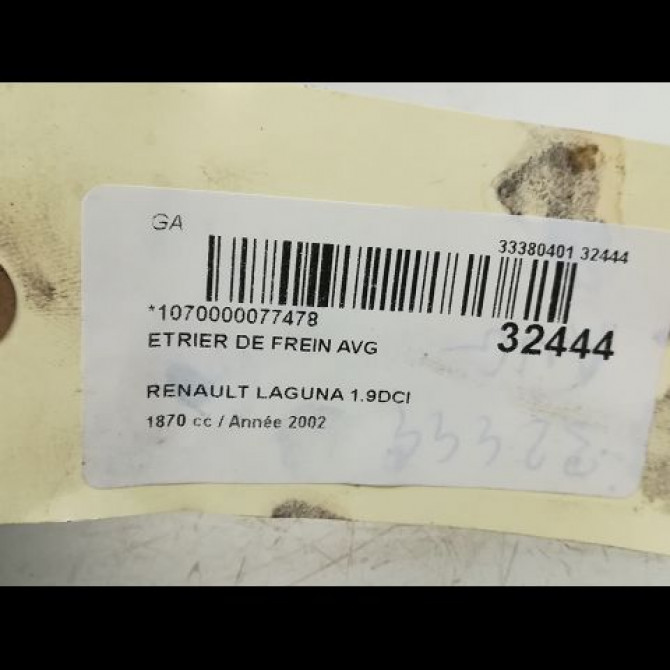 GA
33380401 32444
*1070000077478
32444
ETRIER DE FREIN AVG
RENAULT LAGUNA 1.9DCI
1870 cc / Année 2002